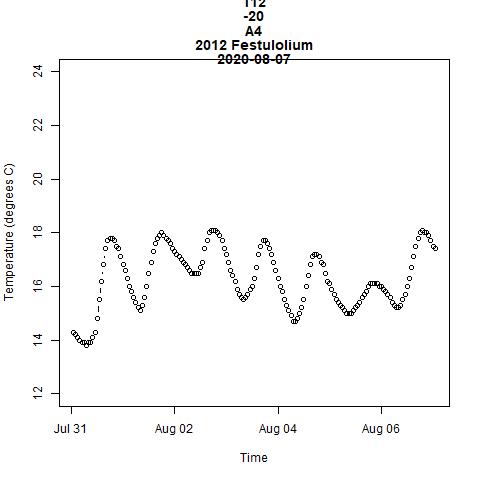 T12
-20
A4
2012 Festulolium
2020-08-07
24
22
20
18
16
14
12
Temperature (degrees C)
Jul 31
Aug 02
Aug 04
Aug 06
Time